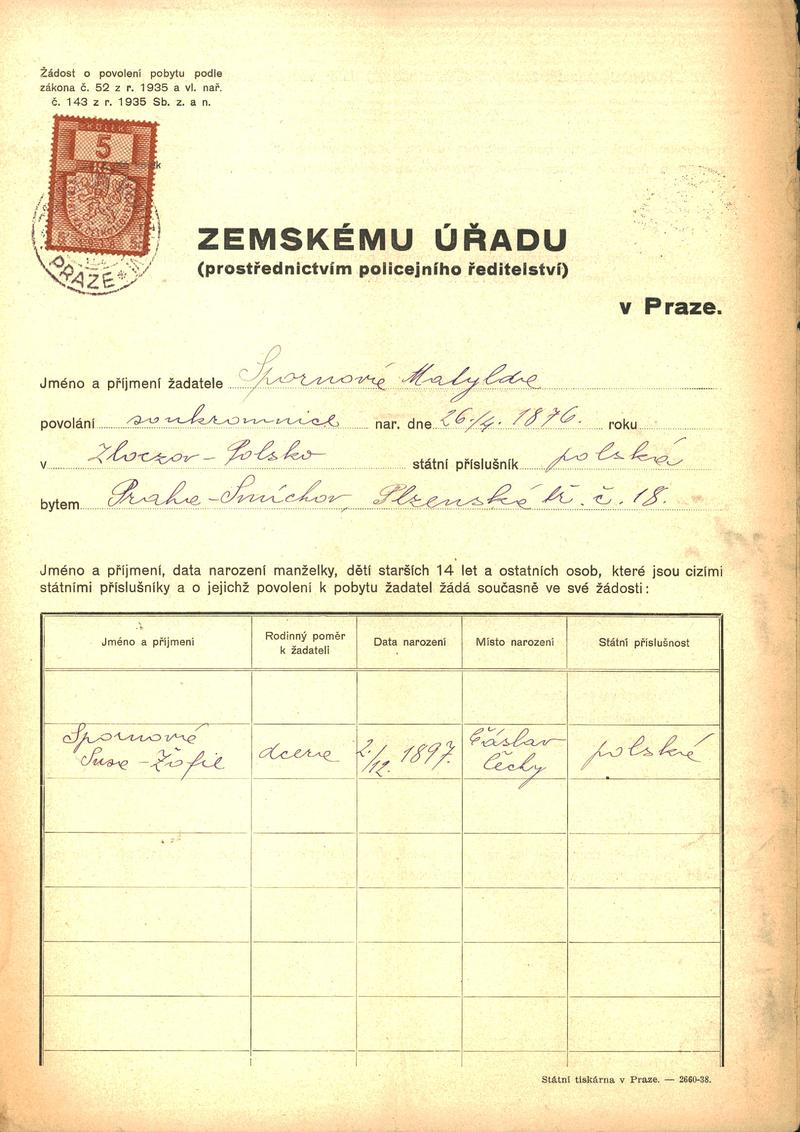 Žádost o povolení pobytu podle
zákona č. 52 z r. 1935 a vl. nař.
č. 143 z r. 1935 Sb. z. a n.
KOLEK
5
PRAZE
ZEMSKÉMU ÚŘADU
(prostřednictvím policejního ředitelství)
v Praze.
Jméno a příjmení žadatele Spornová Matylda
povolání soukromnice nar. dne 26./4. 1876. roku
v Zloczov - Polsko státní příslušník polská
bytem Praha - Smíchov, Plzenská tř. č. 18.
Jméno a příjmení, data narození manželky, dětí starších 14 let a ostatních osob, které jsou cizími
státními příslušníky a o jejichž povolení k pobytu žadatel žádá současně ve své žádosti:
Jméno a příjmení Rodinný poměr k žadateli Data narození Místo narození Státní příslušnost
Spornová dcera 2./12. 1897. Čáslav polská
- Žofie Čechy
Státní tiskárna v Praze. — 2660-38.